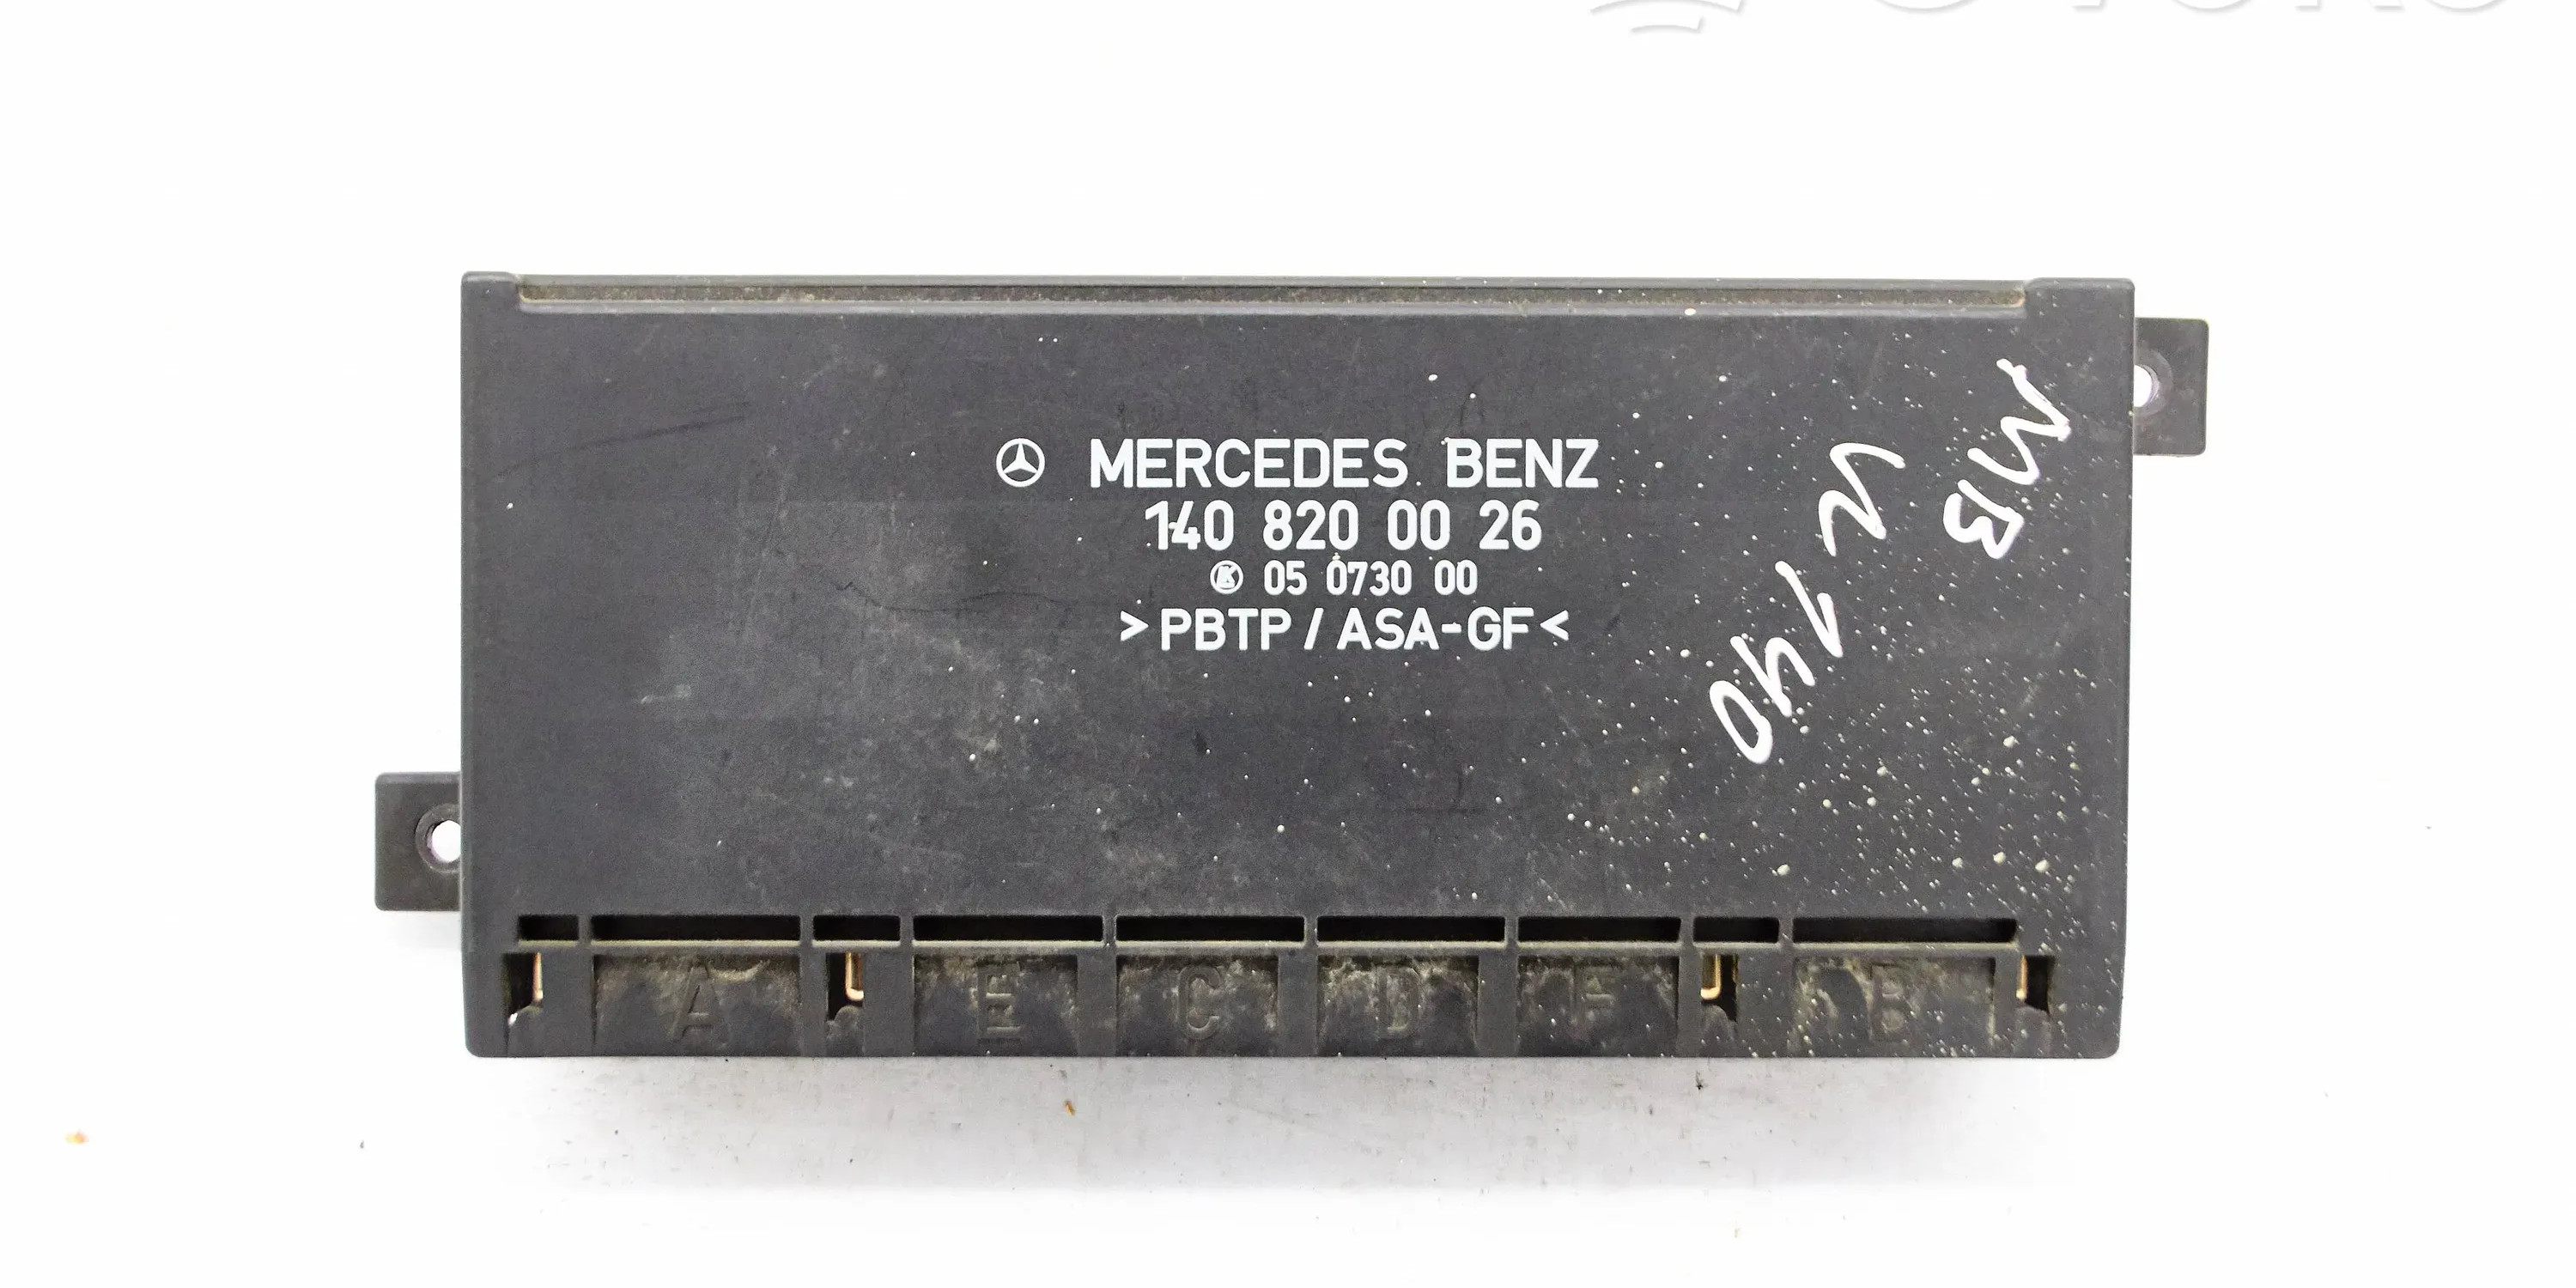 MERCEDES BENZ
140 820 00 26
05 0730 00
>PBTP/ASA-GF<
MB
W140
A E C D F B